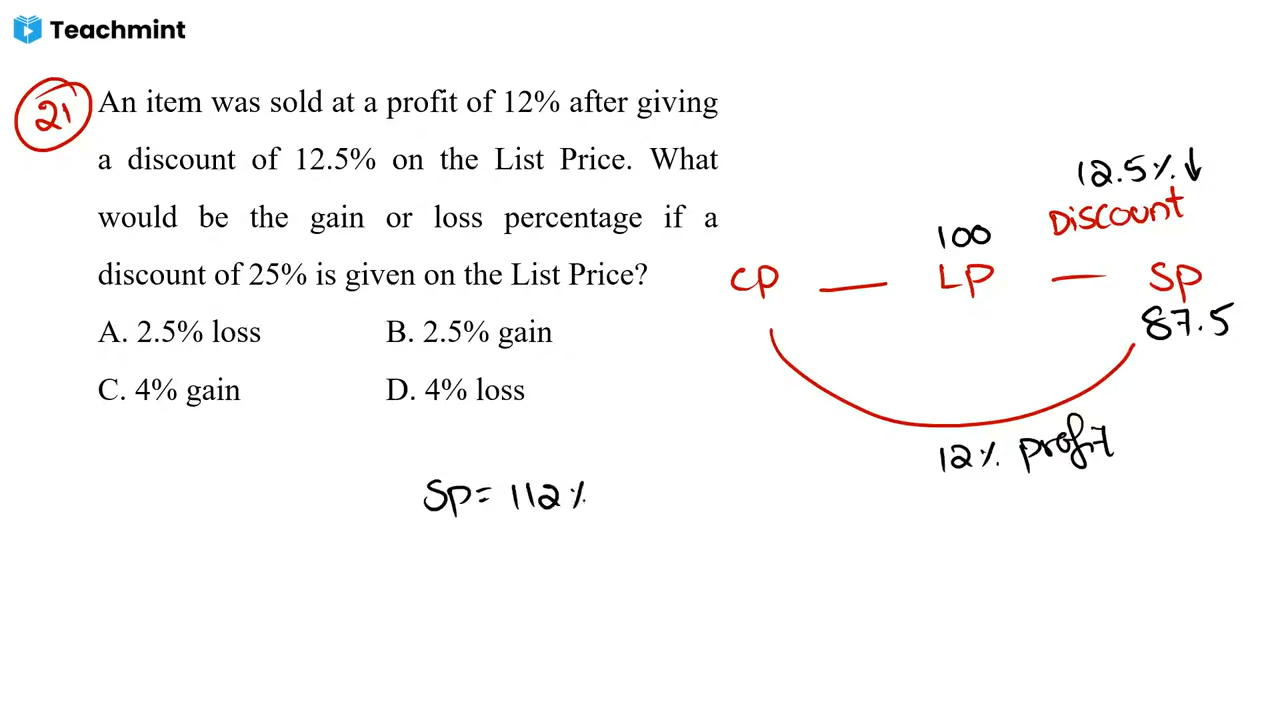 Teachmint
21
An item was sold at a profit of 12% after giving
a discount of 12.5% on the List Price. What
would be the gain or loss percentage if a
discount of 25% is given on the List Price?
A. 2.5% loss B. 2.5% gain
C. 4% gain D. 4% loss
12.5% ↓
Discount
100
CP — LP — SP
87.5
12% profit
SP = 112%